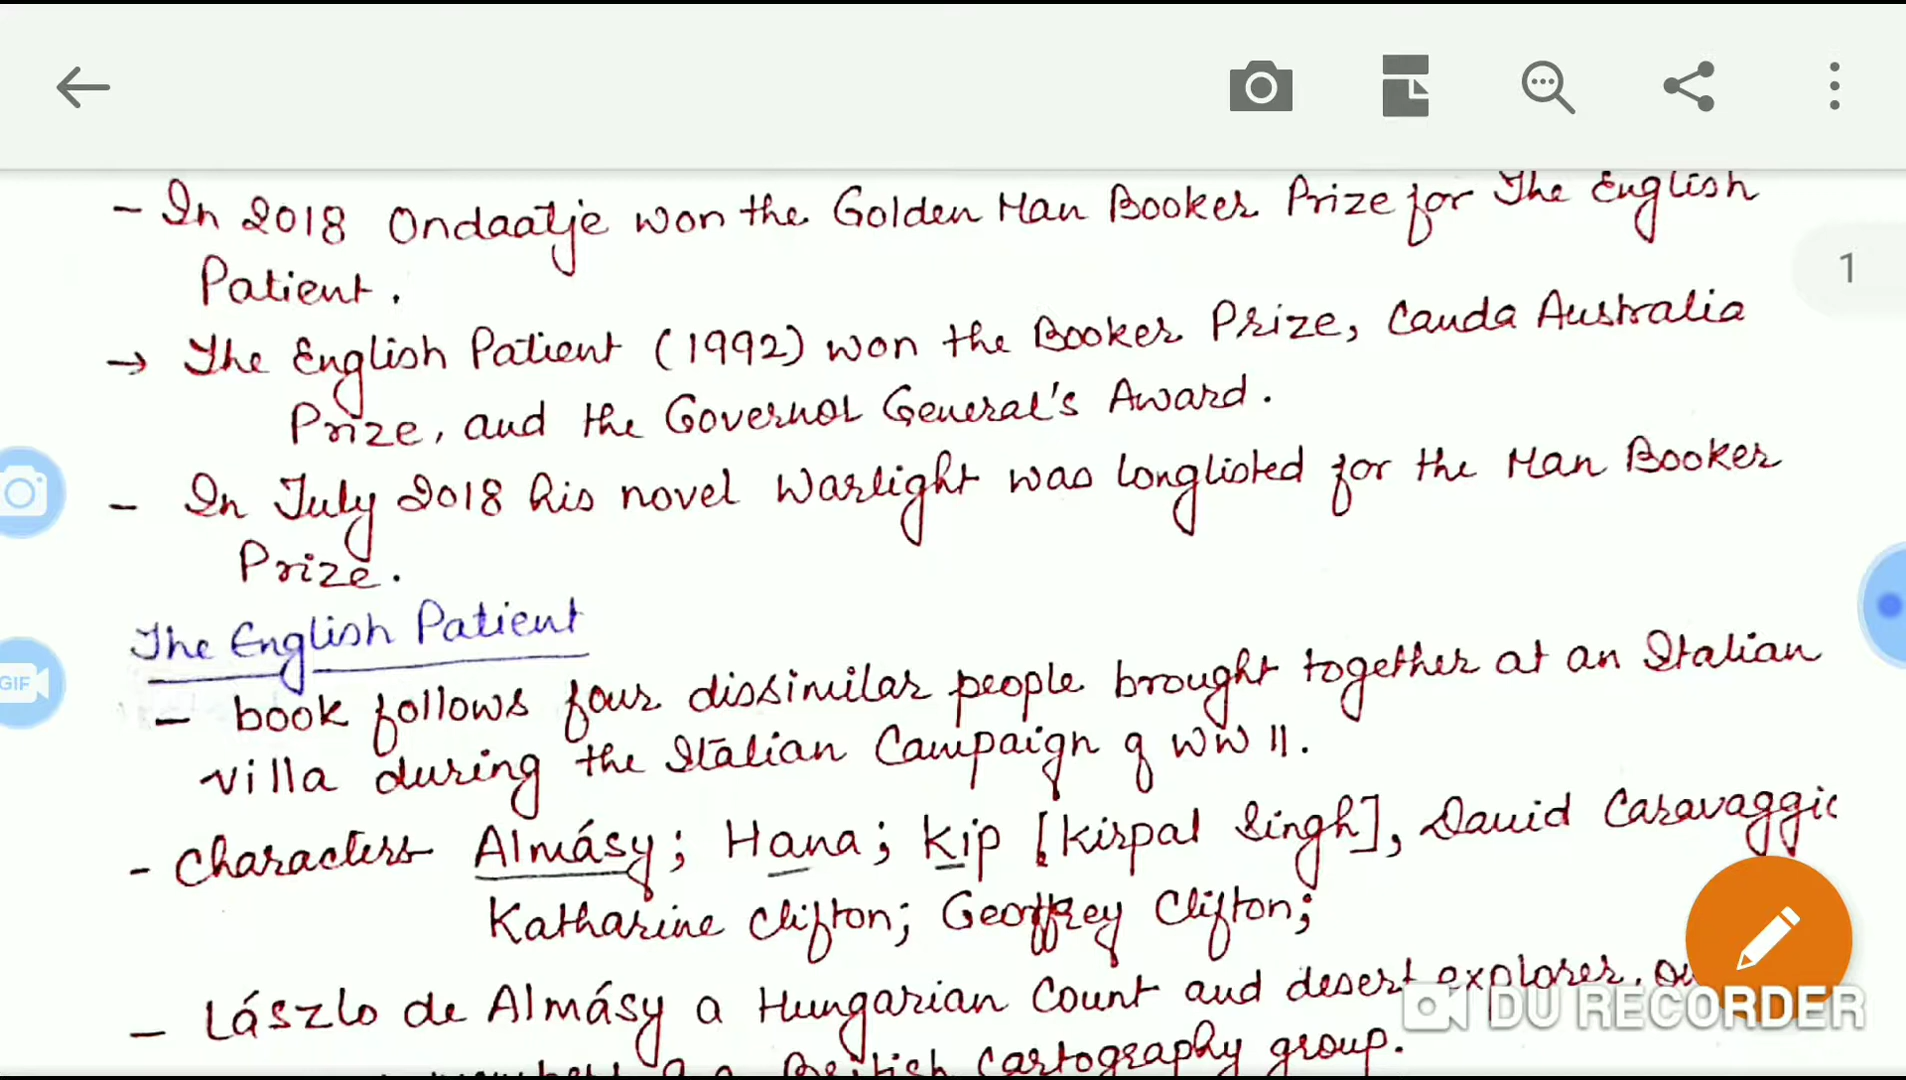 - In 2018 Ondaatje won the Golden Man Booker Prize for The English
Patient.
1
→ The English Patient (1992) won the Booker Prize, Canda Australia
Prize, and the Governor General's Award.
- In July 2018 his novel Warlight was longlisted for the Man Booker
Prize.
The English Patient
GIF
- book follows four dissimilar people brought together at an Italian
villa during the Italian Campaign of WW II.
- Characters Almásy; Hana; Kip [Kirpal Singh], David Caravaggio
Katharine Clifton; Geoffrey Clifton;
- Lászlo de Almásy a Hungarian Count and desert explorer,
British Cartography group.
DU RECORDER